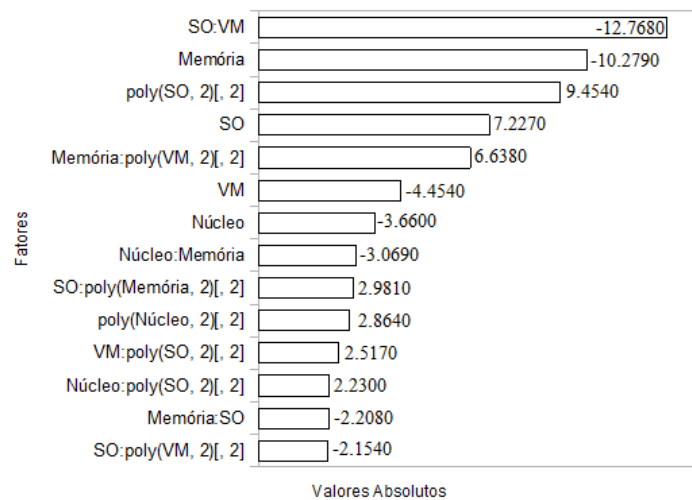 SO:VM -12.7680
Memória -10.2790
poly(SO, 2)[, 2] 9.4540
SO 7.2270
Memória:poly(VM, 2)[, 2] 6.6380
VM -4.4540
Núcleo -3.6600
Núcleo:Memória -3.0690
SO:poly(Memória, 2)[, 2] 2.9810
poly(Núcleo, 2)[, 2] 2.8640
VM:poly(SO, 2)[, 2] 2.5170
Núcleo:poly(SO, 2)[, 2] 2.2300
Memória:SO -2.2080
SO:poly(VM, 2)[, 2] -2.1540
Fatores
Valores Absolutos